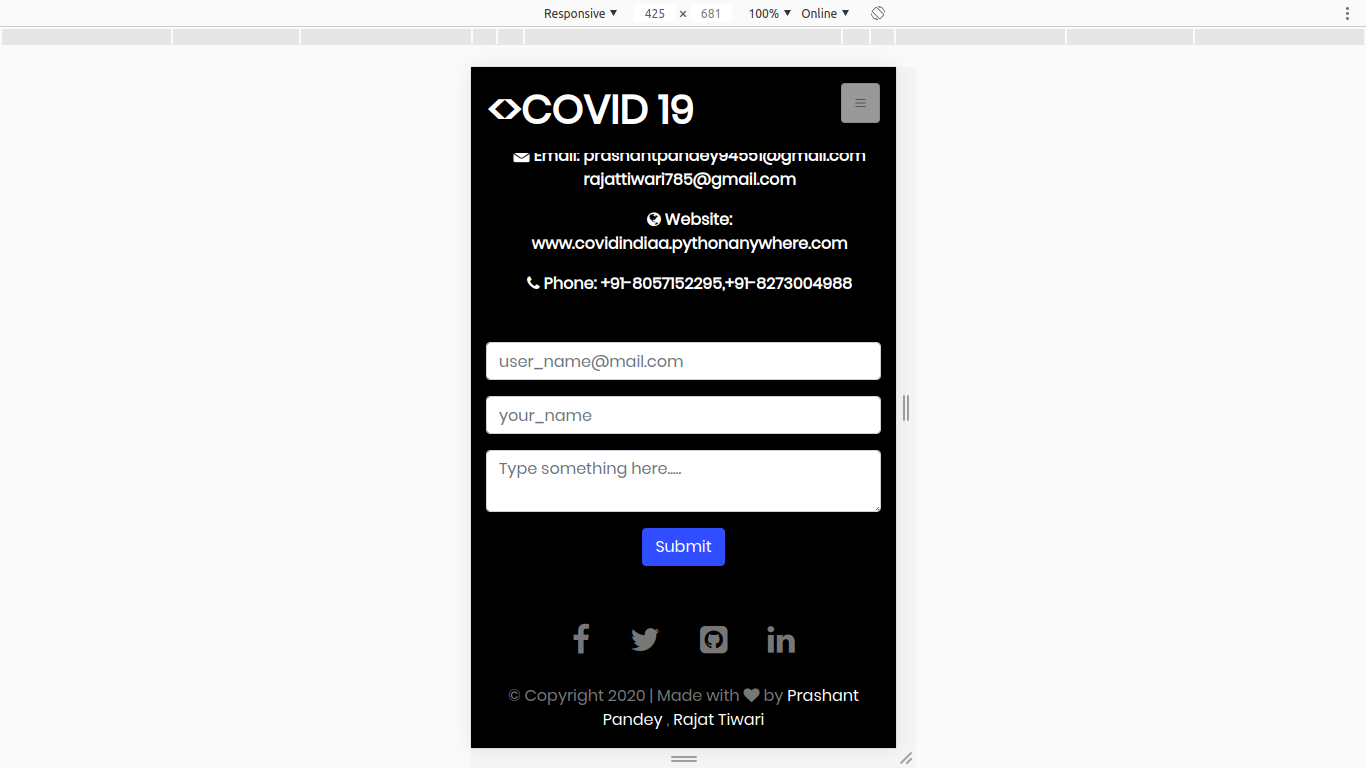 Responsive ▼ 425 × 681 100% ▼ Online ▼
<>COVID 19
Email: prashantpandey94551@gmail.com
rajattiwari785@gmail.com
Website:
www.covidindiaa.pythonanywhere.com
Phone: +91-8057152295,+91-8273004988
user_name@mail.com
your_name
Type something here.....
Submit
© Copyright 2020 | Made with ❤ by Prashant
Pandey , Rajat Tiwari